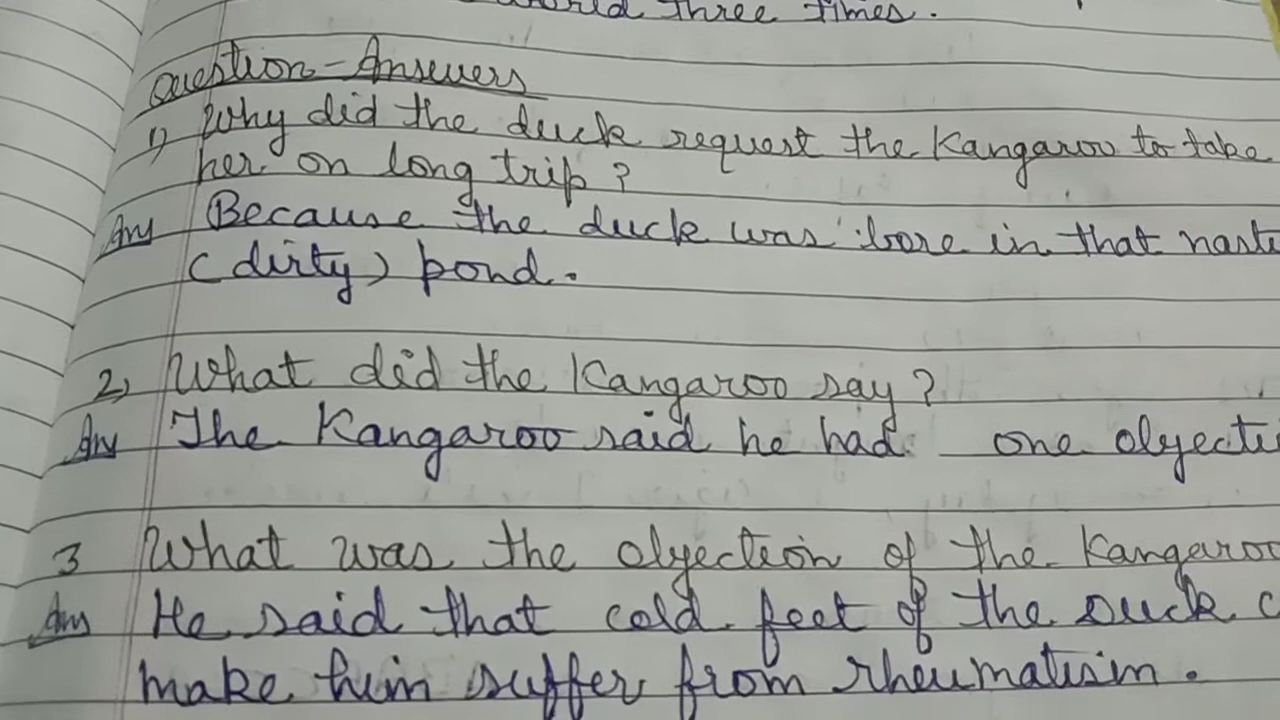 three times.
Question-Answers
1) Why did the duck request the Kangaroo to take
her on long trip?
Ans Because the duck was bore in that
(dirty) pond.
2) What did the Kangaroo say?
Ans The Kangaroo said he had one
3 What was the objection of the Kangaroo
Ans He said that cold feet of the Duck
make him suffer from rheumatisim.